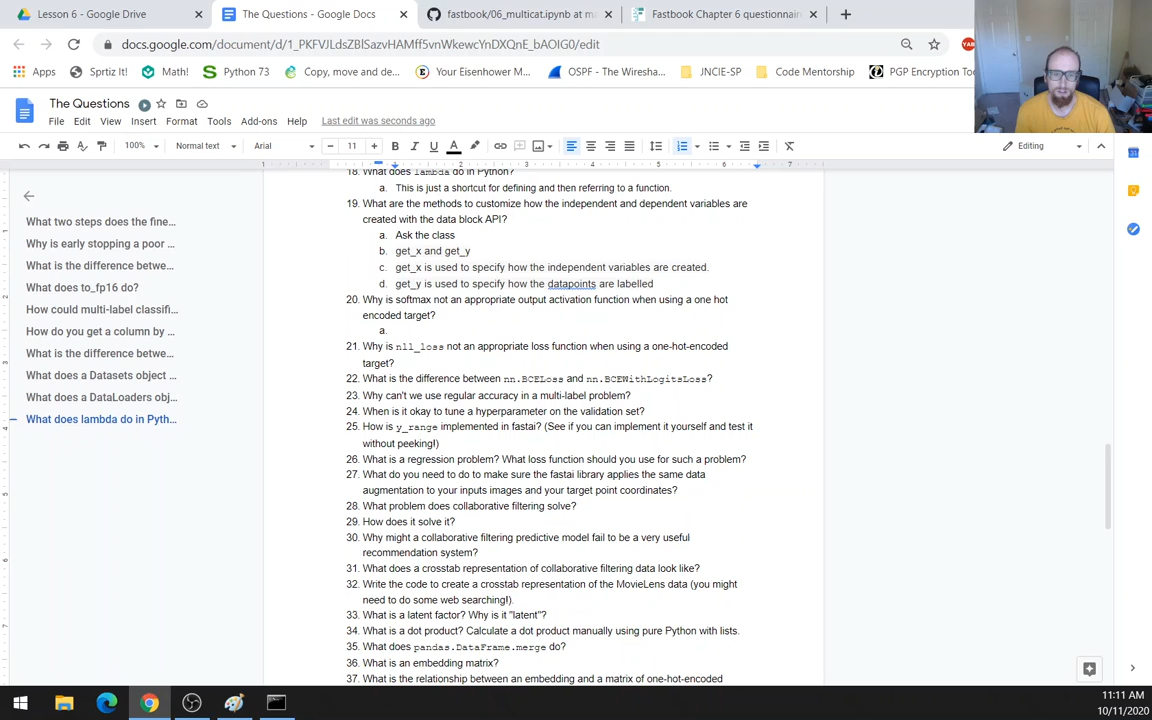 Lesson 6 - Google Drive
The Questions - Google Docs
fastbook/06_multicat.ipynb at m
Fastbook Chapter 6 questionnai
docs.google.com/document/d/1_PKFVJLdsZBlSazvHAMff5vnWkewcYnDXQnE_bAOIG0/edit
Apps
Sprtiz It!
Math!
Python 73
Copy, move and de...
Your Eisenhower M...
OSPF - The Wiresha...
JNCIE-SP
Code Mentorship
PGP Encryption To
The Questions
File Edit View Insert Format Tools Add-ons Help Last edit was seconds ago
100% Normal text Arial 11 Editing
What two steps does the fine...
Why is early stopping a poor ...
What is the difference betwe...
What does to_fp16 do?
How could multi-label classifi...
How do you get a column by ...
What is the difference betwe...
What does a Datasets object ...
What does a DataLoaders obj...
What does lambda do in Pyth...
18. What does lambda do in Python?
a. This is just a shortcut for defining and then referring to a function.
19. What are the methods to customize how the independent and dependent variables are
created with the data block API?
a. Ask the class
b. get_x and get_y
c. get_x is used to specify how the independent variables are created.
d. get_y is used to specify how the datapoints are labelled
20. Why is softmax not an appropriate output activation function when using a one hot
encoded target?
a.
21. Why is nll_loss not an appropriate loss function when using a one-hot-encoded
target?
22. What is the difference between nn.BCELoss and nn.BCEWithLogitsLoss?
23. Why can't we use regular accuracy in a multi-label problem?
24. When is it okay to tune a hyperparameter on the validation set?
25. How is y_range implemented in fastai? (See if you can implement it yourself and test it
without peeking!)
26. What is a regression problem? What loss function should you use for such a problem?
27. What do you need to do to make sure the fastai library applies the same data
augmentation to your inputs images and your target point coordinates?
28. What problem does collaborative filtering solve?
29. How does it solve it?
30. Why might a collaborative filtering predictive model fail to be a very useful
recommendation system?
31. What does a crosstab representation of collaborative filtering data look like?
32. Write the code to create a crosstab representation of the MovieLens data (you might
need to do some web searching!).
33. What is a latent factor? Why is it "latent"?
34. What is a dot product? Calculate a dot product manually using pure Python with lists.
35. What does pandas.DataFrame.merge do?
36. What is an embedding matrix?
37. What is the relationship between an embedding and a matrix of one-hot-encoded
11:11 AM
10/11/2020